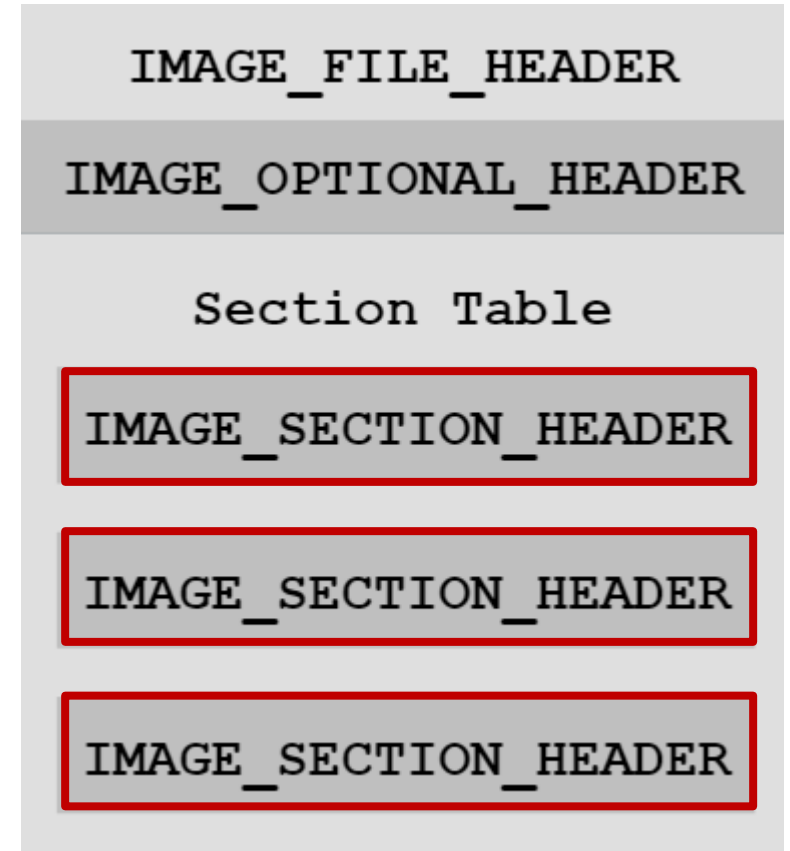 IMAGE_FILE_HEADER
IMAGE_OPTIONAL_HEADER
Section Table
IMAGE_SECTION_HEADER
IMAGE_SECTION_HEADER
IMAGE_SECTION_HEADER